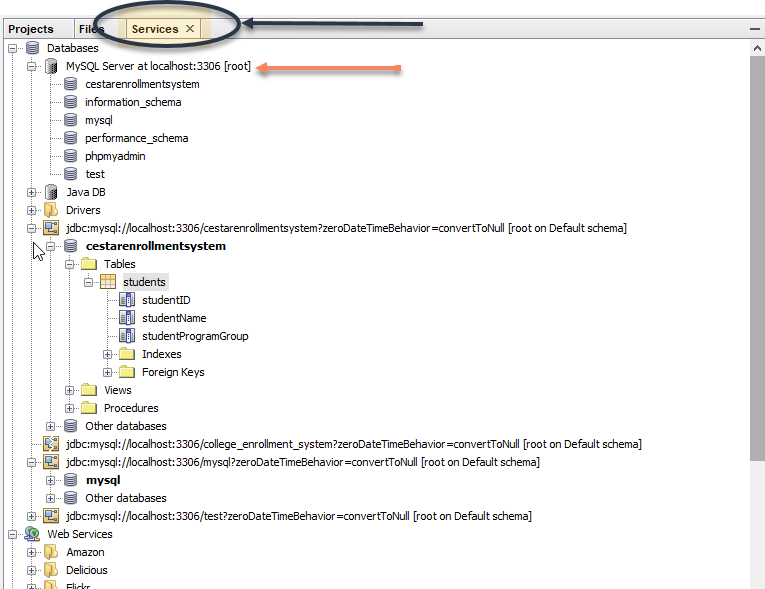 Projects Files Services ×
Databases
MySQL Server at localhost:3306 [root]
cestarenrollmentsystem
information_schema
mysql
performance_schema
phpmyadmin
test
Java DB
Drivers
jdbc:mysql://localhost:3306/cestarenrollmentsystem?zeroDateTimeBehavior=convertToNull [root on Default schema]
cestarenrollmentsystem
Tables
students
studentID
studentName
studentProgramGroup
Indexes
Foreign Keys
Views
Procedures
Other databases
jdbc:mysql://localhost:3306/college_enrollment_system?zeroDateTimeBehavior=convertToNull [root on Default schema]
jdbc:mysql://localhost:3306/mysql?zeroDateTimeBehavior=convertToNull [root on Default schema]
mysql
Other databases
jdbc:mysql://localhost:3306/test?zeroDateTimeBehavior=convertToNull [root on Default schema]
Web Services
Amazon
Delicious
Flickr